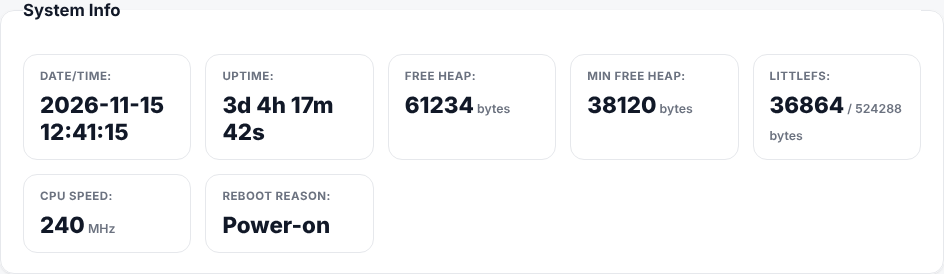 System Info
DATE/TIME:
2026-11-15
12:41:15
UPTIME:
3d 4h 17m
42s
FREE HEAP:
61234 bytes
MIN FREE HEAP:
38120 bytes
LITTLEFS:
36864 / 524288
bytes
CPU SPEED:
240 MHz
REBOOT REASON:
Power-on